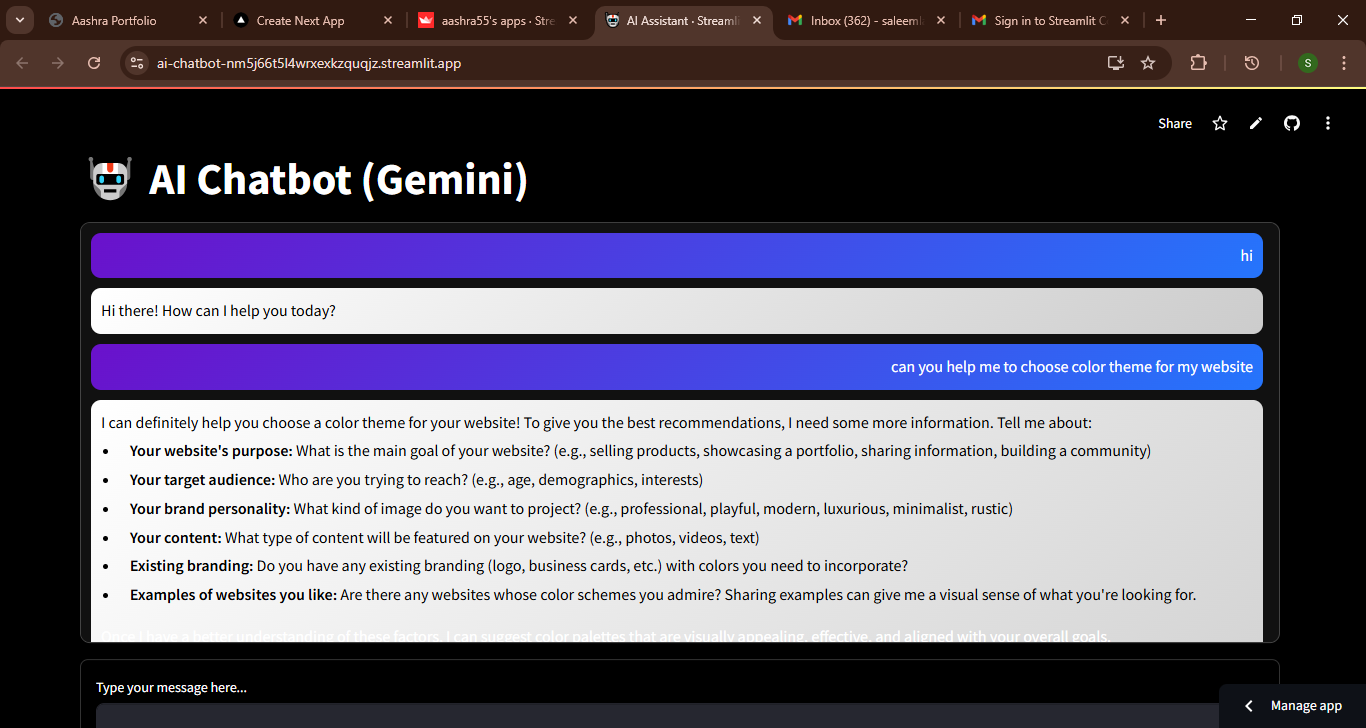 Aashra Portfolio
Create Next App
aashra55's apps · Stre
AI Assistant · Streamli
Inbox (362) - saleem
Sign in to Streamlit C
ai-chatbot-nm5j66t5l4wrxexkzquqjz.streamlit.app
S
Share
AI Chatbot (Gemini)
hi
Hi there! How can I help you today?
can you help me to choose color theme for my website
I can definitely help you choose a color theme for your website! To give you the best recommendations, I need some more information. Tell me about:
• Your website's purpose: What is the main goal of your website? (e.g., selling products, showcasing a portfolio, sharing information, building a community)
• Your target audience: Who are you trying to reach? (e.g., age, demographics, interests)
• Your brand personality: What kind of image do you want to project? (e.g., professional, playful, modern, luxurious, minimalist, rustic)
• Your content: What type of content will be featured on your website? (e.g., photos, videos, text)
• Existing branding: Do you have any existing branding (logo, business cards, etc.) with colors you need to incorporate?
• Examples of websites you like: Are there any websites whose color schemes you admire? Sharing examples can give me a visual sense of what you're looking for.
Once I have a better understanding of these factors, I can suggest color palettes that are visually appealing, effective, and aligned with your overall goals.
Type your message here...
Manage app